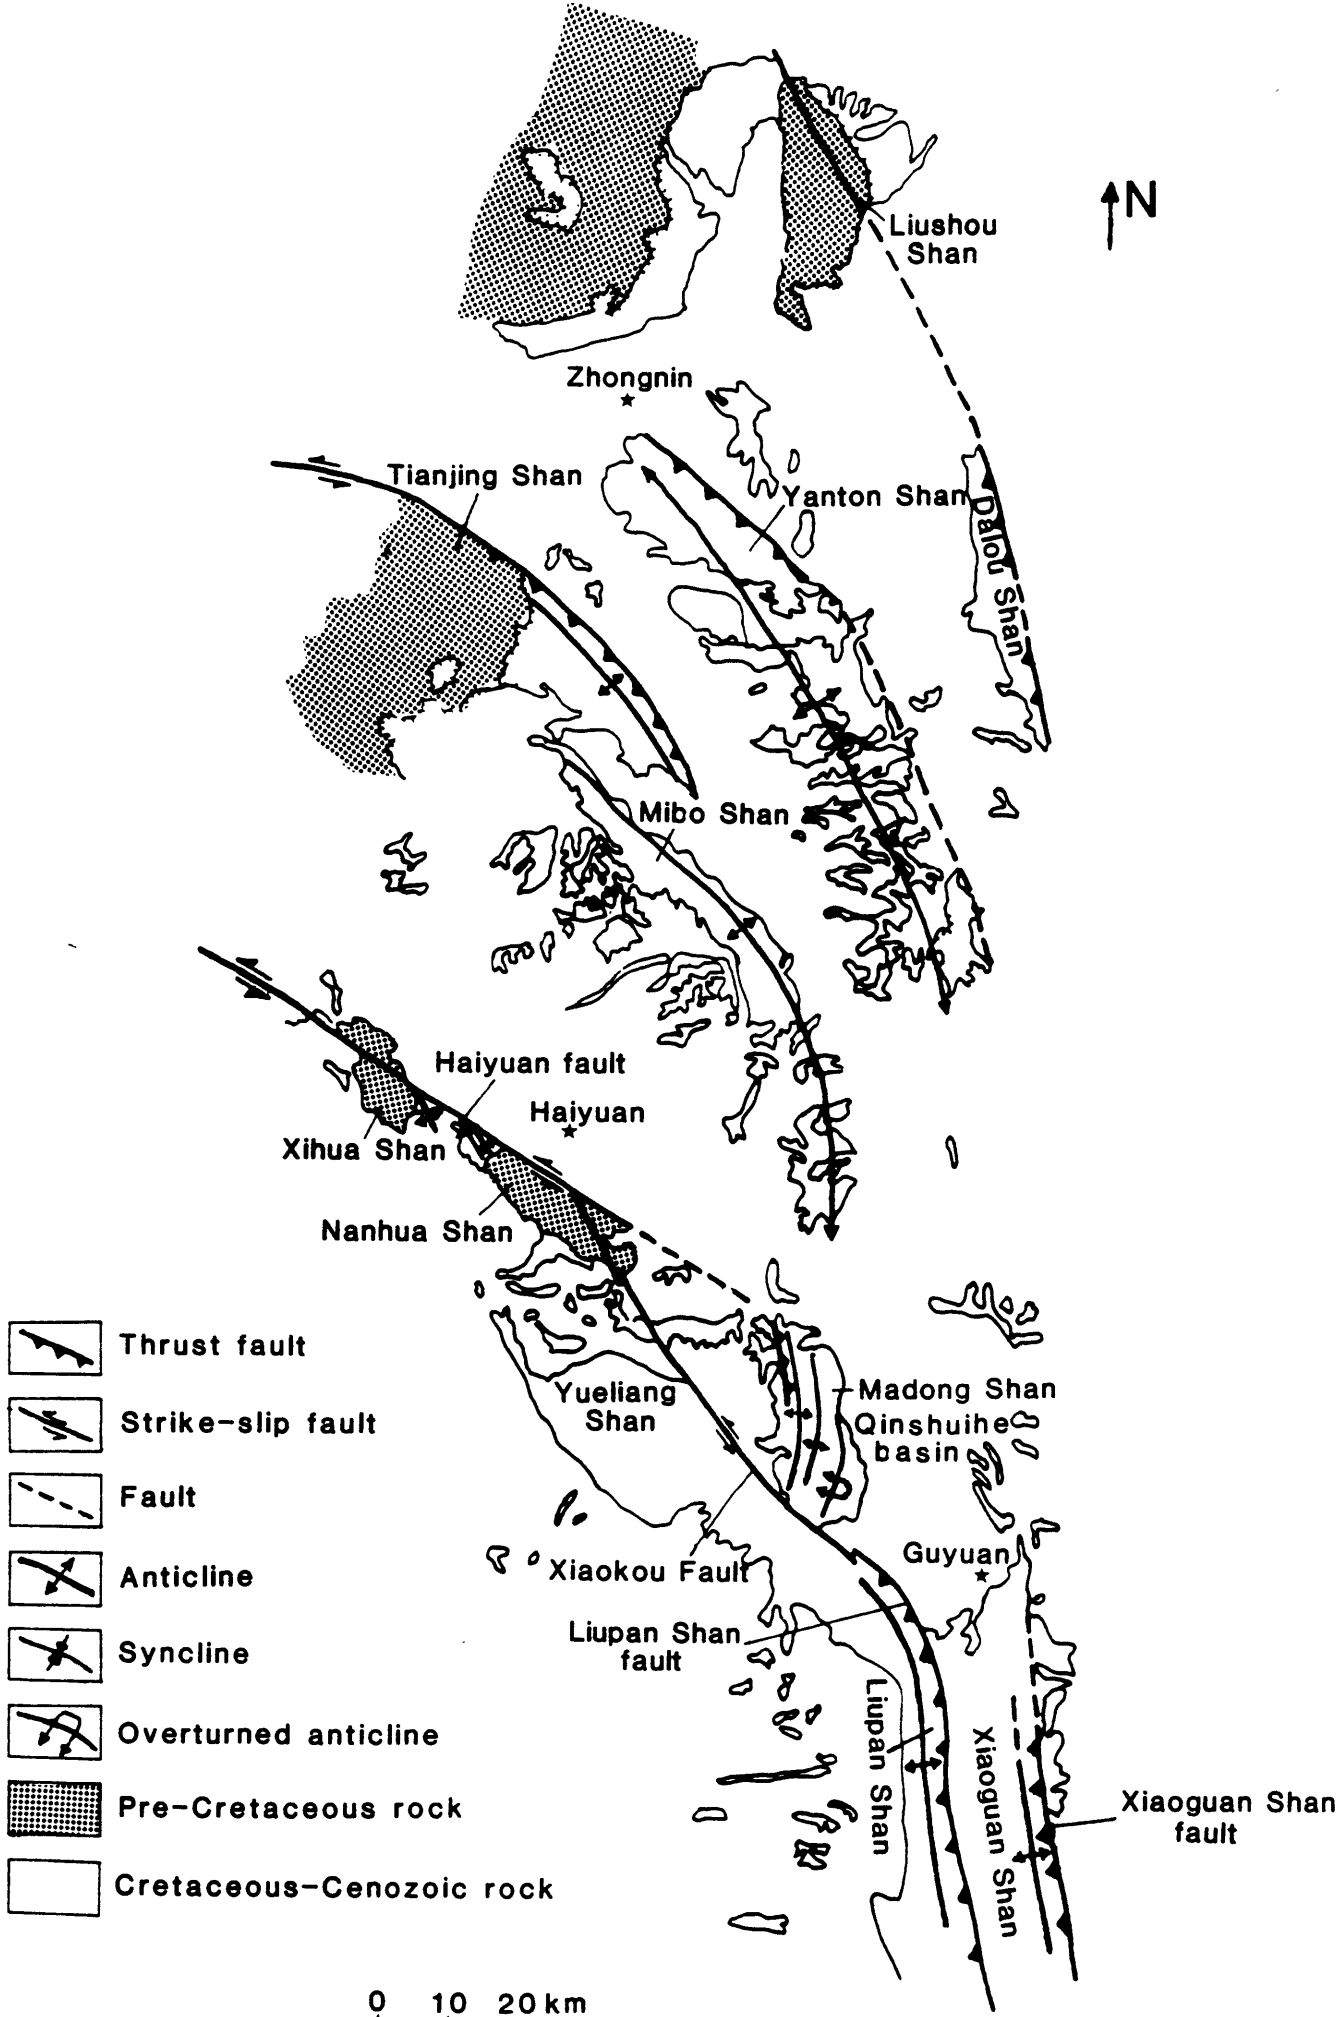 N
Liushou
Shan
Zhongnin
Tianjing Shan
Yanton Shan
Dalou Shan
Mibo Shan
Haiyuan fault
Haiyuan
Xihua Shan
Nanhua Shan
Yueliang
Shan
Madong Shan
Qinshuihe
basin
Guyuan
Xiaokou Fault
Liupan Shan
fault
Liupan Shan
Xiaoguan Shan
Xiaoguan Shan
fault
Thrust fault
Strike-slip fault
Fault
Anticline
Syncline
Overturned anticline
Pre-Cretaceous rock
Cretaceous-Cenozoic rock
0 10 20 km